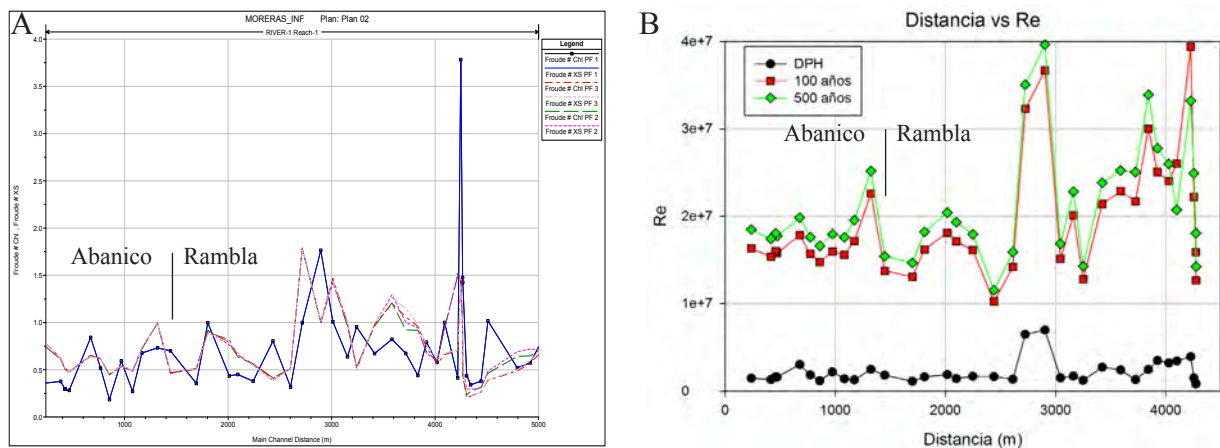 A
MORERAS_INF Plan: Plan 02
RIVER-1 Reach-1
Legend
Froude # Chl PF 1
Froude # XS PF 1
Froude # Chl PF 3
Froude # XS PF 3
Froude # Chl PF 2
Froude # XS PF 2
Froude # Chl , Froude # XS
4.0
3.5
3.0
2.5
2.0
1.5
1.0
0.5
0.0
Abanico
Rambla
1000
2000
3000
4000
5000
Main Channel Distance (m)
B
Distancia vs Re
DPH
100 años
500 años
Re
4e+7
3e+7
2e+7
1e+7
0
Abanico
Rambla
0
1000
2000
3000
4000
Distancia (m)